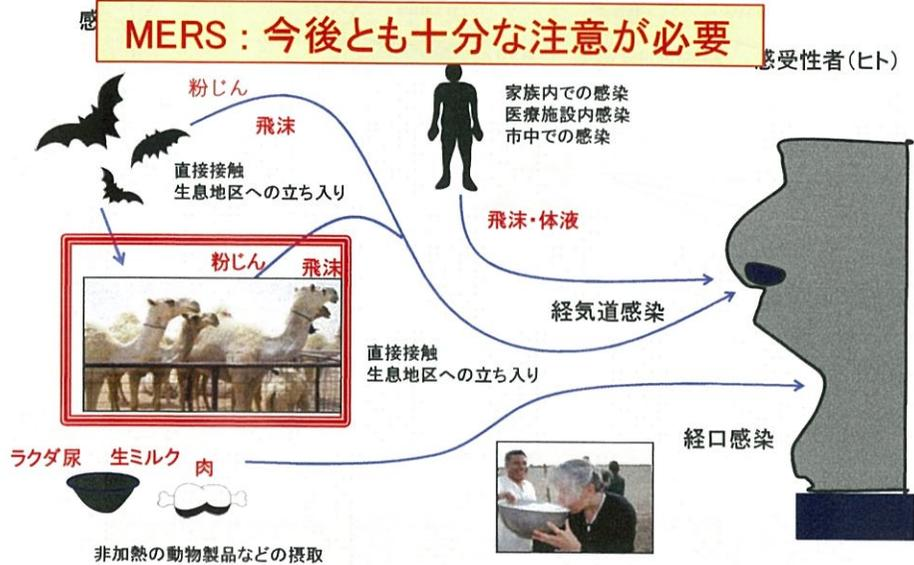 感
MERS：今後とも十分な注意が必要
感受性者（ヒト）
粉じん
飛沫
家族内での感染
医療施設内感染
市中での感染
直接接触
生息地区への立ち入り
飛沫・体液
粉じん
飛沫
経気道感染
直接接触
生息地区への立ち入り
経口感染
ラクダ尿
生ミルク
肉
非加熱の動物製品などの摂取